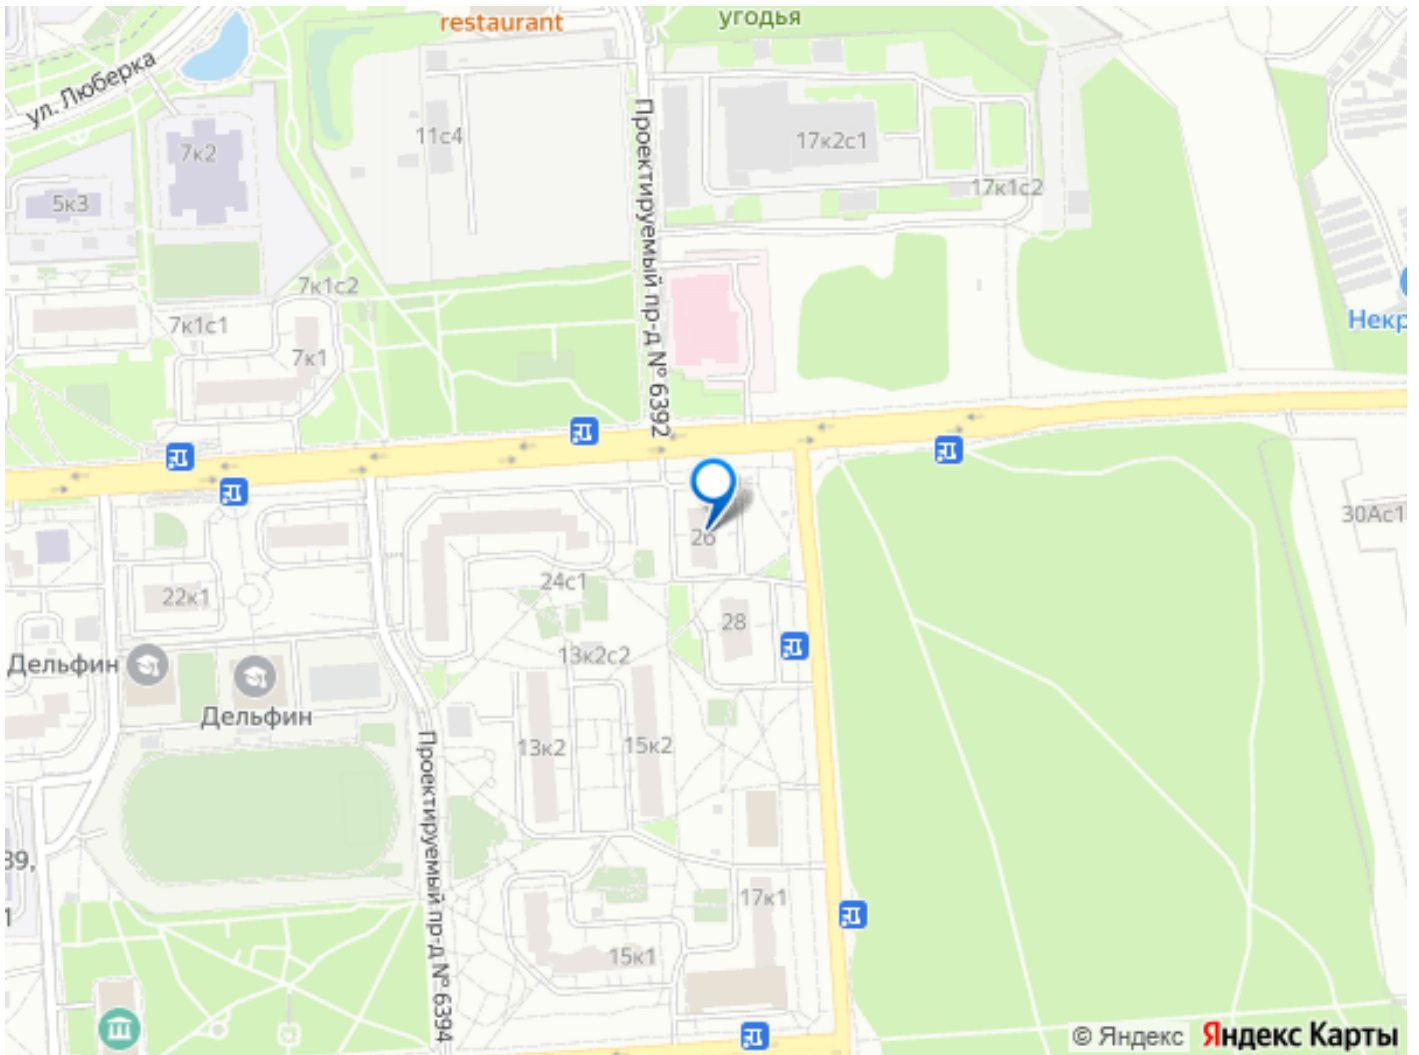 restaurant
угодья
ул. Люберка
7к2
5к3
11с4
Проектируемый пр-д № 6392
17к2с1
17к1с2
7к1с2
7к1с1
7к1
Некр
26
30Ас1
24с1
22к1
28
13к2с2
Дельфин
Дельфин
13к2
15к2
Проектируемый пр-д № 6394
39,
1
17к1
15к1
© Яндекс Яндекс Карты